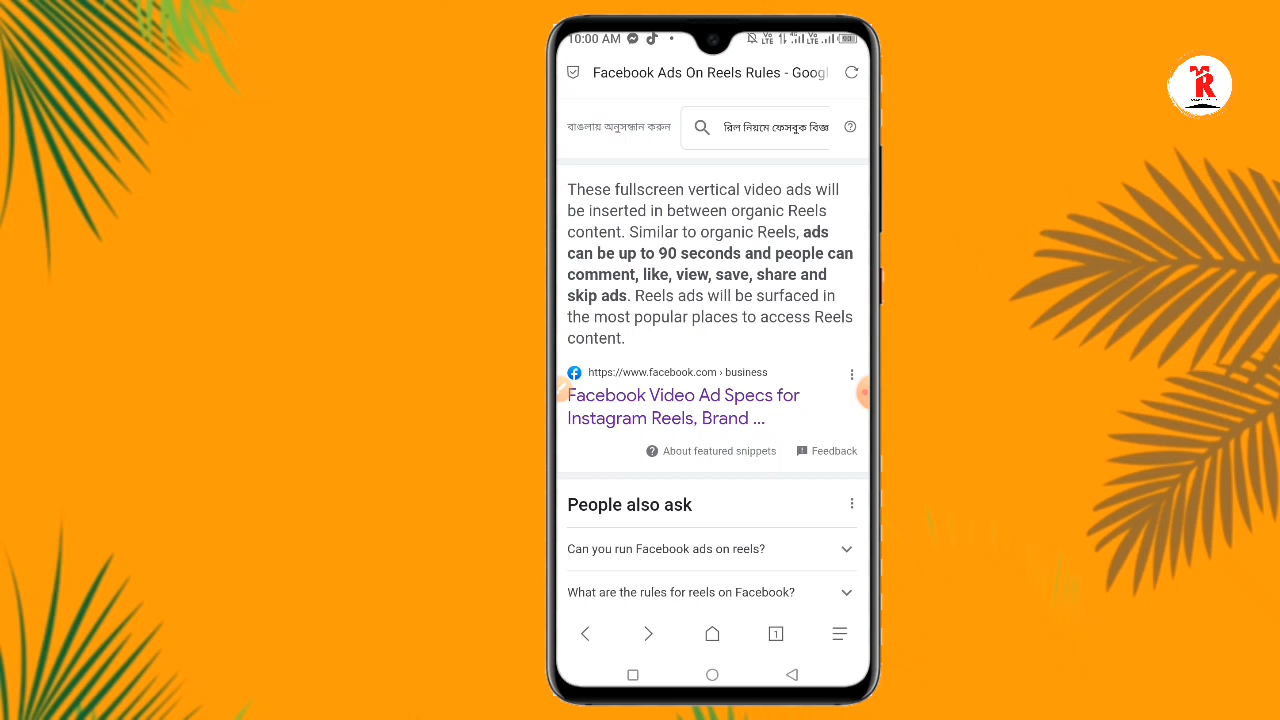 10:00 AM
Facebook Ads On Reels Rules - Googl
বাঙলায় অনুসন্ধান করুন
রিল নিয়মে ফেসবুক বিজ্ঞ
These fullscreen vertical video ads will
be inserted in between organic Reels
content. Similar to organic Reels, ads
can be up to 90 seconds and people can
comment, like, view, save, share and
skip ads. Reels ads will be surfaced in
the most popular places to access Reels
content.
https://www.facebook.com › business
Facebook Video Ad Specs for
Instagram Reels, Brand ...
About featured snippets
Feedback
People also ask
Can you run Facebook ads on reels?
What are the rules for reels on Facebook?
1